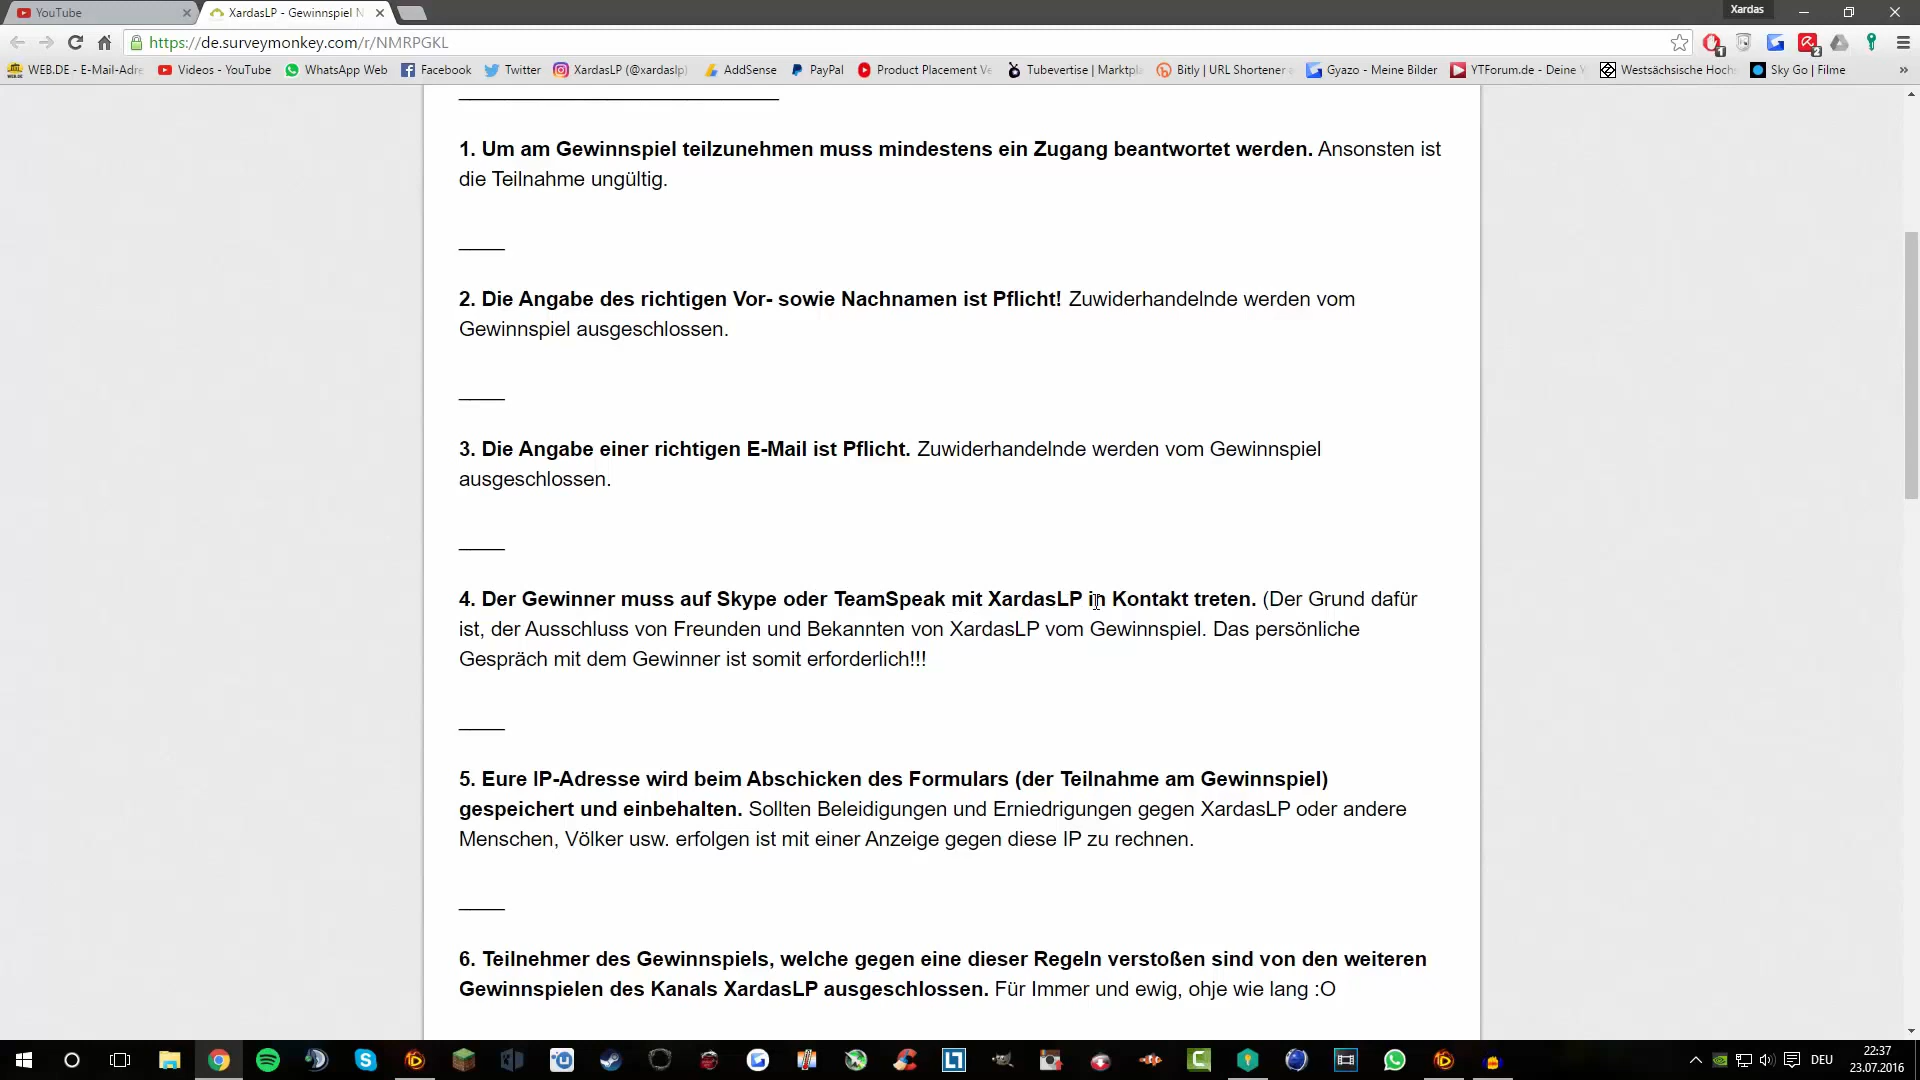 YouTube
XardasLP - Gewinnspiel N
Xardas
https://de.surveymonkey.com/r/NMRPGKL
WEB.DE - E-Mail-Adre
Videos - YouTube
WhatsApp Web
Facebook
Twitter
XardasLP (@xardaslp)
AddSense
PayPal
Product Placement Ve
Tubevertise | Marktpl
Bitly | URL Shortener
Gyazo - Meine Bilder
YTForum.de - Deine
Westsächsische Hoch
Sky Go | Filme
1. Um am Gewinnspiel teilzunehmen muss mindestens ein Zugang beantwortet werden. Ansonsten ist
die Teilnahme ungültig.
2. Die Angabe des richtigen Vor- sowie Nachnamen ist Pflicht! Zuwiderhandelnde werden vom
Gewinnspiel ausgeschlossen.
3. Die Angabe einer richtigen E-Mail ist Pflicht. Zuwiderhandelnde werden vom Gewinnspiel
ausgeschlossen.
4. Der Gewinner muss auf Skype oder TeamSpeak mit XardasLP in Kontakt treten. (Der Grund dafür
ist, der Ausschluss von Freunden und Bekannten von XardasLP vom Gewinnspiel. Das persönliche
Gespräch mit dem Gewinner ist somit erforderlich!!!
5. Eure IP-Adresse wird beim Abschicken des Formulars (der Teilnahme am Gewinnspiel)
gespeichert und einbehalten. Sollten Beleidigungen und Erniedrigungen gegen XardasLP oder andere
Menschen, Völker usw. erfolgen ist mit einer Anzeige gegen diese IP zu rechnen.
6. Teilnehmer des Gewinnspiels, welche gegen eine dieser Regeln verstoßen sind von den weiteren
Gewinnspielen des Kanals XardasLP ausgeschlossen. Für Immer und ewig, ohje wie lang :O
DEU
22:37
23.07.2016